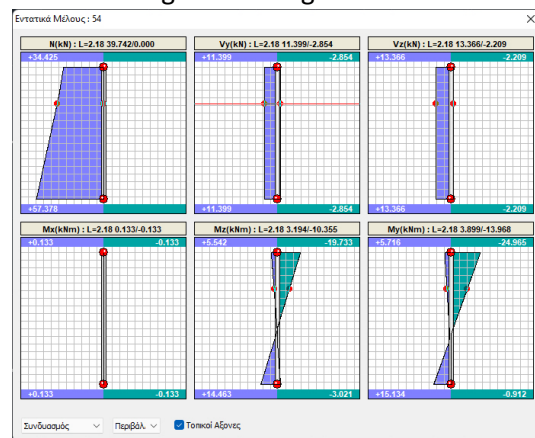 Εντατικά Μέλους : 54
N(kN) : L=2.18 39.742/0.000
Vy(kN) : L=2.18 11.399/-2.854
Vz(kN) : L=2.18 13.366/-2.209
+34.425
+11.399 -2.854
+13.366 -2.209
+57.378
+11.399 -2.854
+13.366 -2.209
Mx(kNm) : L=2.18 0.133/-0.133
Mz(kNm) : L=2.18 3.194/-10.355
My(kNm) : L=2.18 3.899/-13.968
+0.133 -0.133
+5.542 -19.733
+5.716 -24.965
+0.133 -0.133
+14.463 -3.021
+15.134 -0.912
Συνδυασμός
Περιβάλ.
Τοπικοί Αξονες